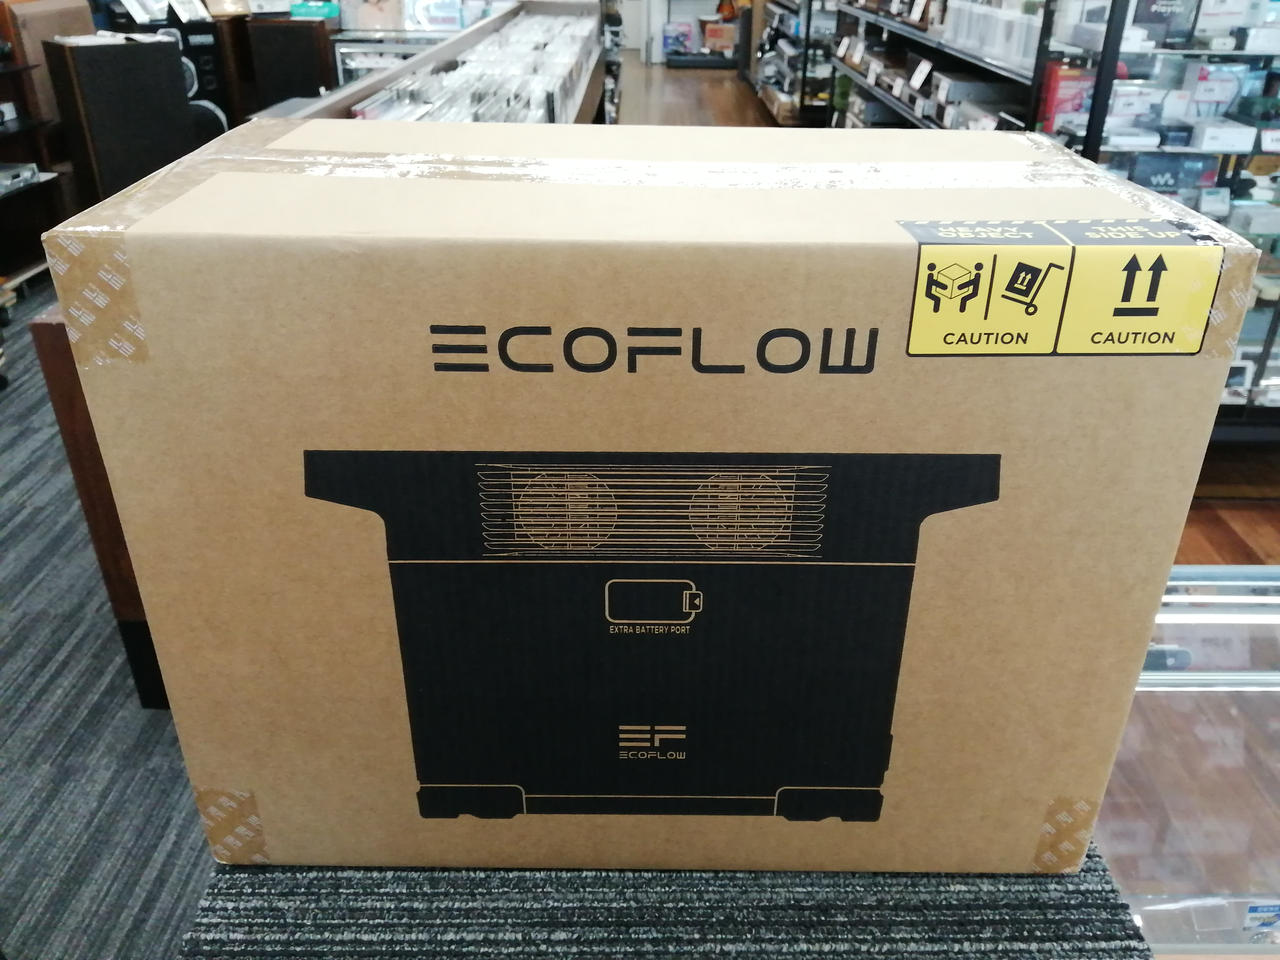 HEAVY OBJECT
THIS SIDE UP
CAUTION
CAUTION
ECOFLOW
EXTRA BATTERY PORT
EF
ECOFLOW